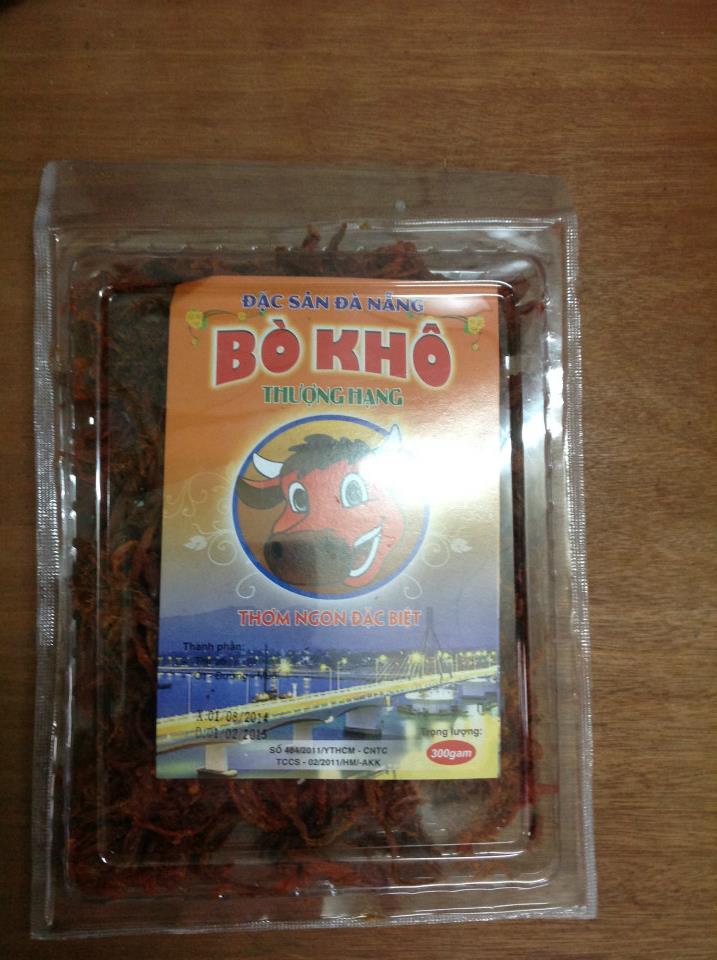 ĐẶC SẢN ĐÀ NẴNG
BÒ KHÔ
THƯỢNG HẠNG
THƠM NGON ĐẶC BIỆT
Thành phần:
Đường
X:01/08/2014
D:01/02/2015
Trọng lượng:
300gam
SỐ 484/2011/YTHCM - CNTC
TCCS - 02/2011/HM/-AKK